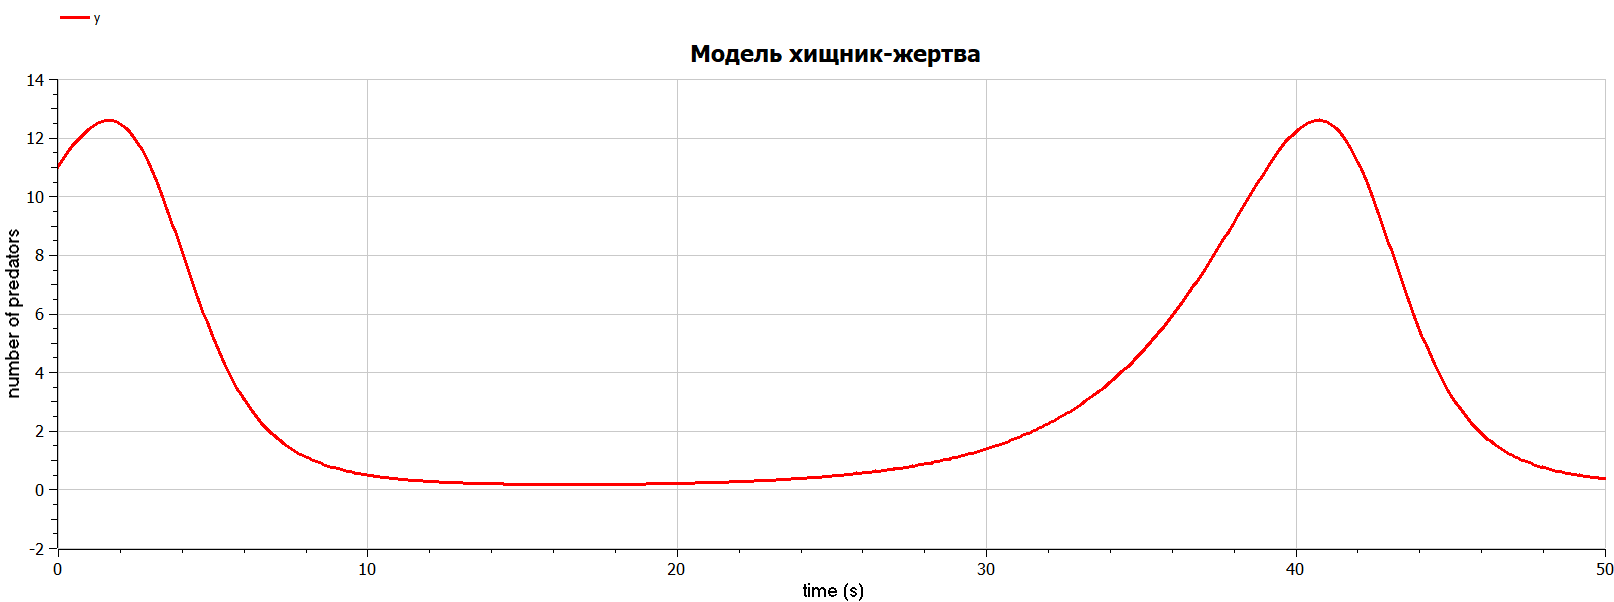 y
Модель хищник-жертва
number of predators
14
12
10
8
6
4
2
0
-2
0 10 20 30 40 50
time (s)